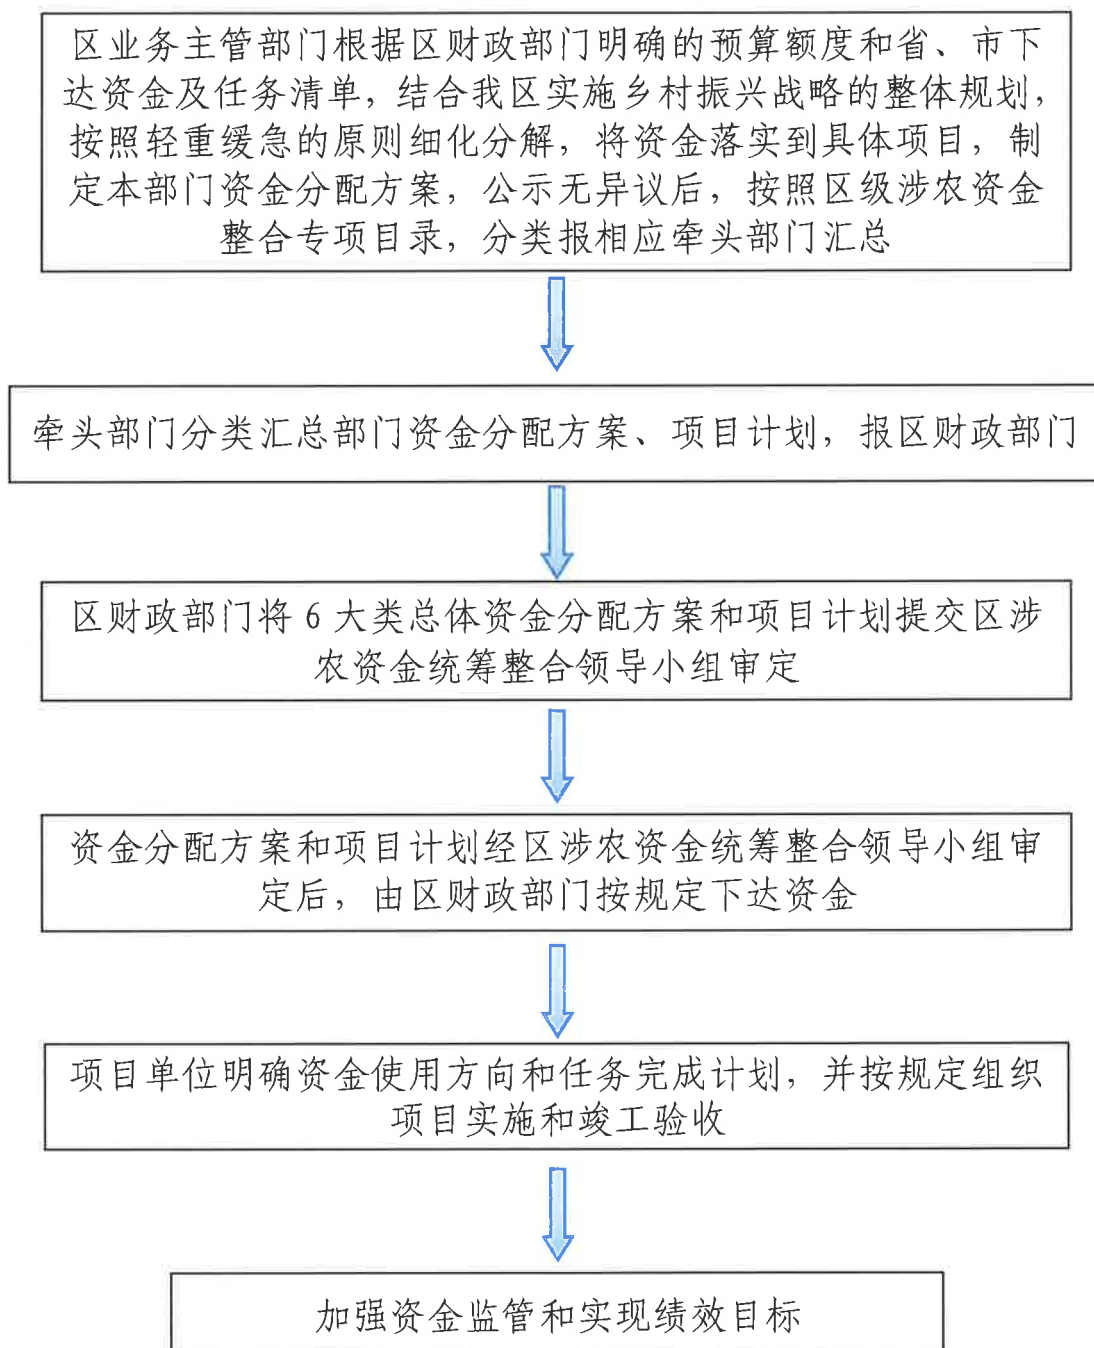 区业务主管部门根据区财政部门明确的预算额度和省、市下
达资金及任务清单，结合我区实施乡村振兴战略的整体规划，
按照轻重缓急的原则细化分解，将资金落实到具体项目，制
定本部门资金分配方案，公示无异议后，按照区级涉农资金
整合专项目录，分类报相应牵头部门汇总
牵头部门分类汇总部门资金分配方案、项目计划，报区财政部门
区财政部门将 6 大类总体资金分配方案和项目计划提交区涉
农资金统筹整合领导小组审定
资金分配方案和项目计划经区涉农资金统筹整合领导小组审
定后，由区财政部门按规定下达资金
项目单位明确资金使用方向和任务完成计划，并按规定组织
项目实施和竣工验收
加强资金监管和实现绩效目标